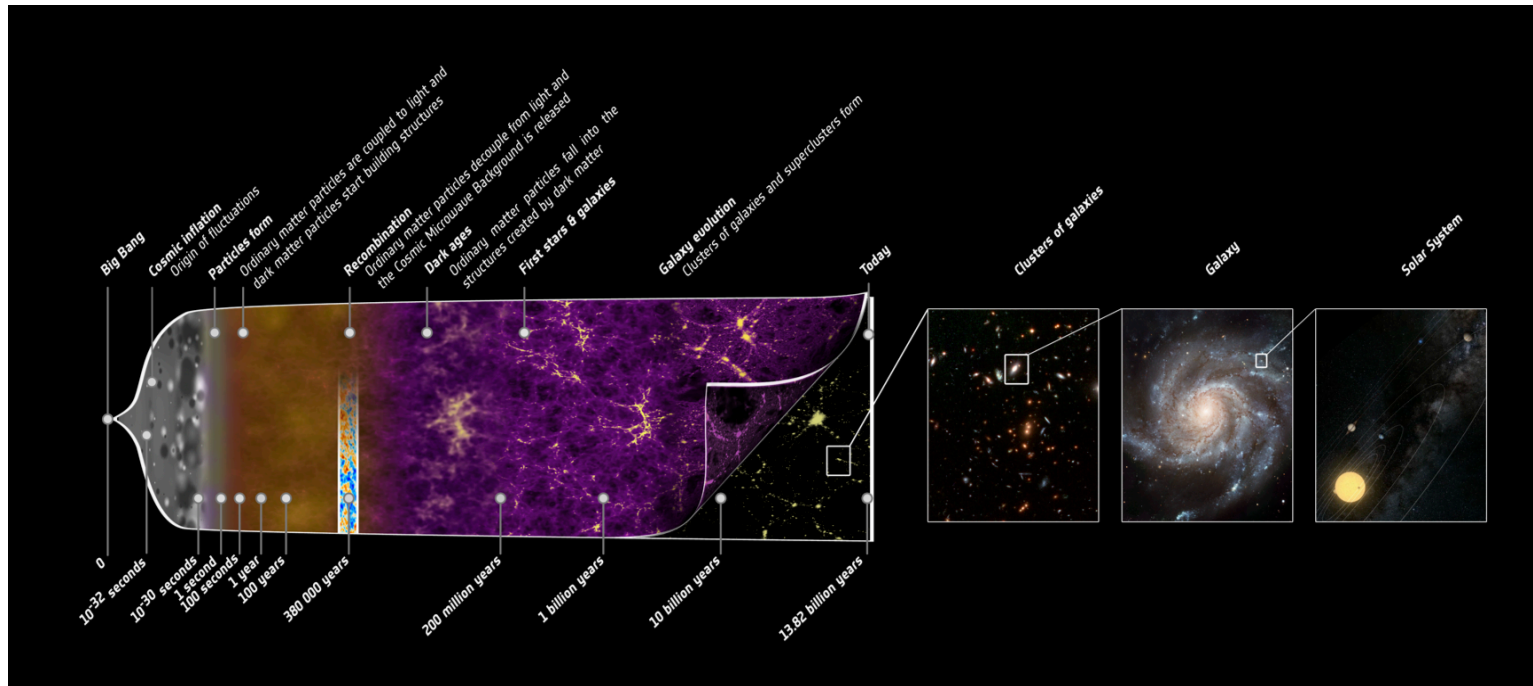 Big Bang
Cosmic inflation
Origin of fluctuations
Particles form
Ordinary matter particles are coupled to light and
dark matter particles start building structures
Recombination
Ordinary matter particles decouple from light and
the Cosmic Microwave Background is released
Dark ages
Ordinary matter particles fall into the
structures created by dark matter
First stars & galaxies
Galaxy evolution
Clusters of galaxies and superclusters form
Today
Clusters of galaxies
Galaxy
Solar System
0
10-32 seconds
10-30 seconds
1 second
100 seconds
1 year
100 years
380 000 years
200 million years
1 billion years
10 billion years
13.82 billion years